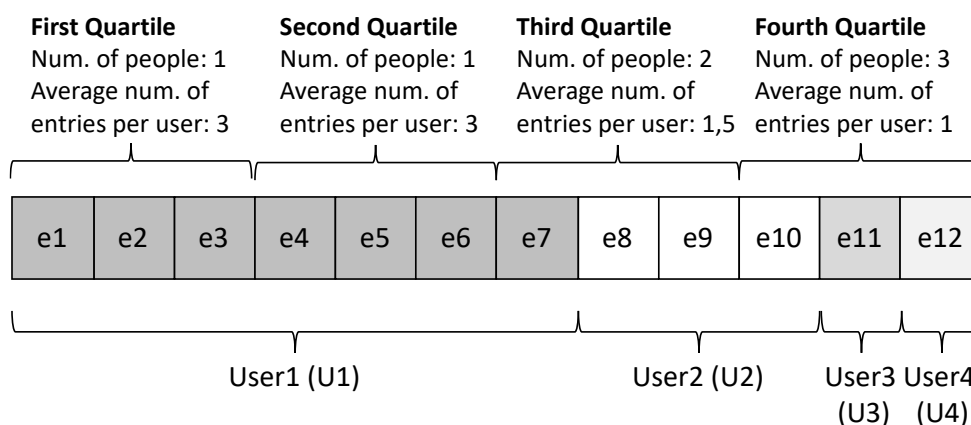 First Quartile
Num. of people: 1
Average num. of
entries per user: 3
Second Quartile
Num. of people: 1
Average num. of
entries per user: 3
Third Quartile
Num. of people: 2
Average num. of
entries per user: 1,5
Fourth Quartile
Num. of people: 3
Average num. of
entries per user: 1
e1 e2 e3 e4 e5 e6 e7 e8 e9 e10 e11 e12
User1 (U1)
User2 (U2)
User3
(U3)
User4
(U4)